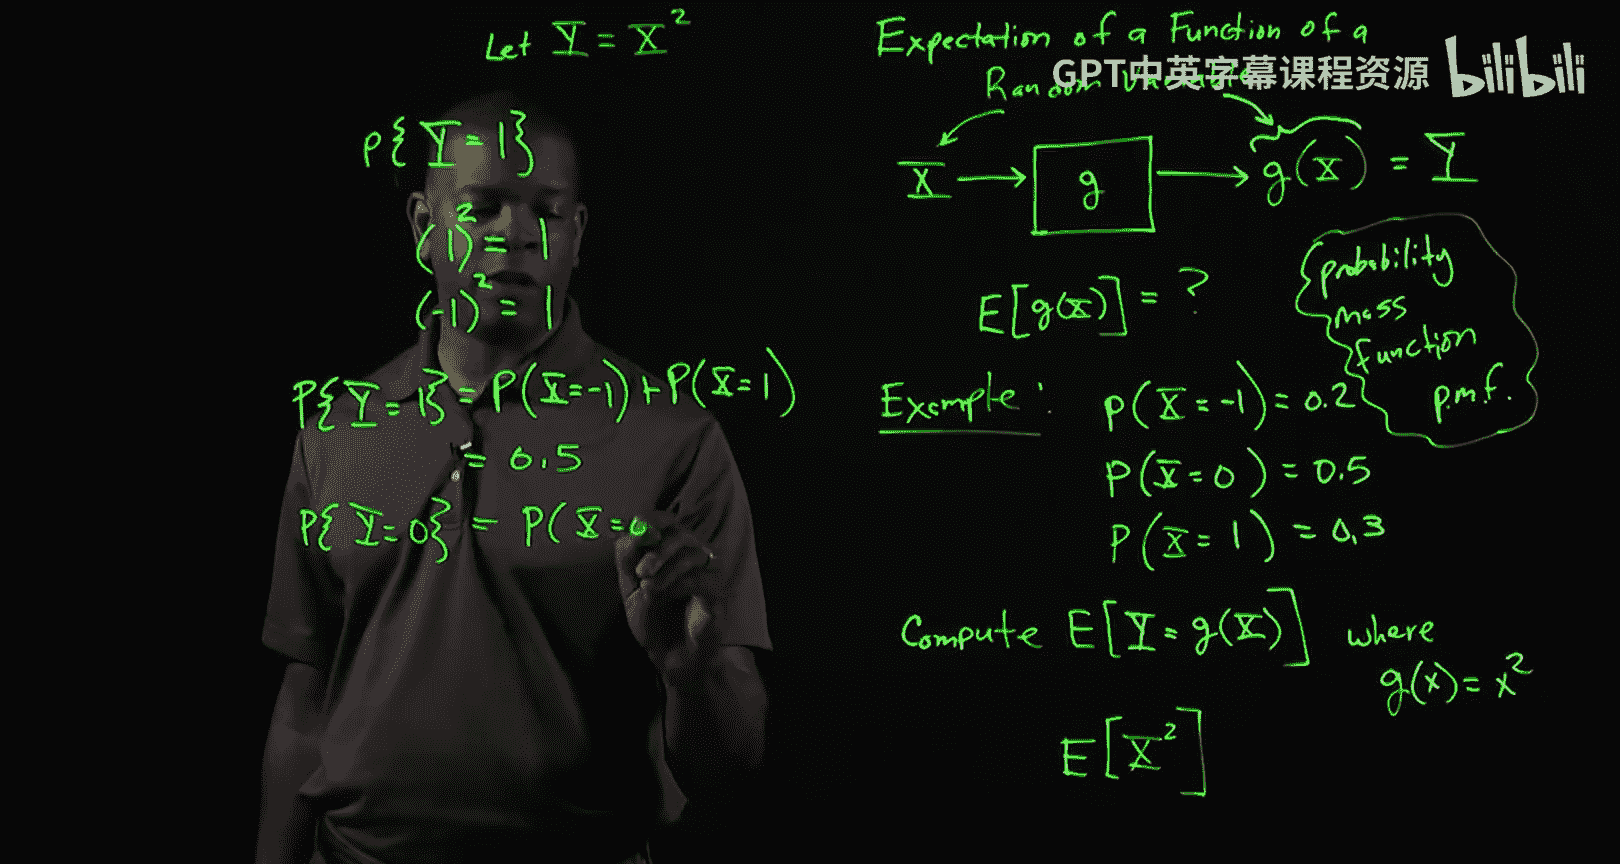 Let Y = X²
P{Y = 1}
(1)² = 1
(-1)² = 1
P{Y = 1} = P(X = -1) + P(X = 1)
= 0.5
P{Y = 0} = P(X = 0
Expectation of a Function of a
Random
GPT中英字幕课程资源 bilibili
X → g → g(X) = Y
E[g(X)] = ?
probability
mass
function
p.m.f.
Example:
P(X = -1) = 0.2
P(X = 0) = 0.5
P(X = 1) = 0.3
Compute E[Y = g(X)] where
g(x) = x²
E[X²]